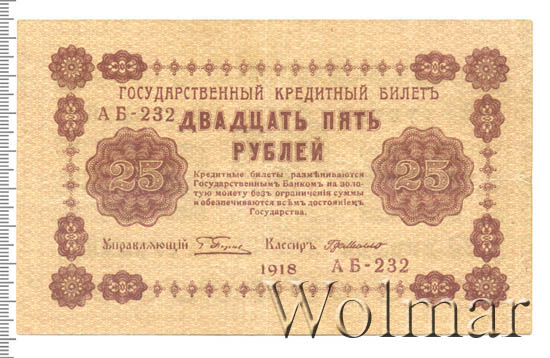 ГОСУДАРСТВЕННЫЙ КРЕДИТНЫЙ БИЛЕТЪ
АБ-232
ДВАДЦАТЬ ПЯТЬ
РУБЛЕЙ
25
25
Кредитные билеты размѣниваются
Государственнымъ Банкомъ на золо-
тую монету безъ ограниченія суммы
и обезпечиваются всѣмъ достояніемъ
Государства.
Управляющій
Кассиръ
1918
АБ-232
Wolmar